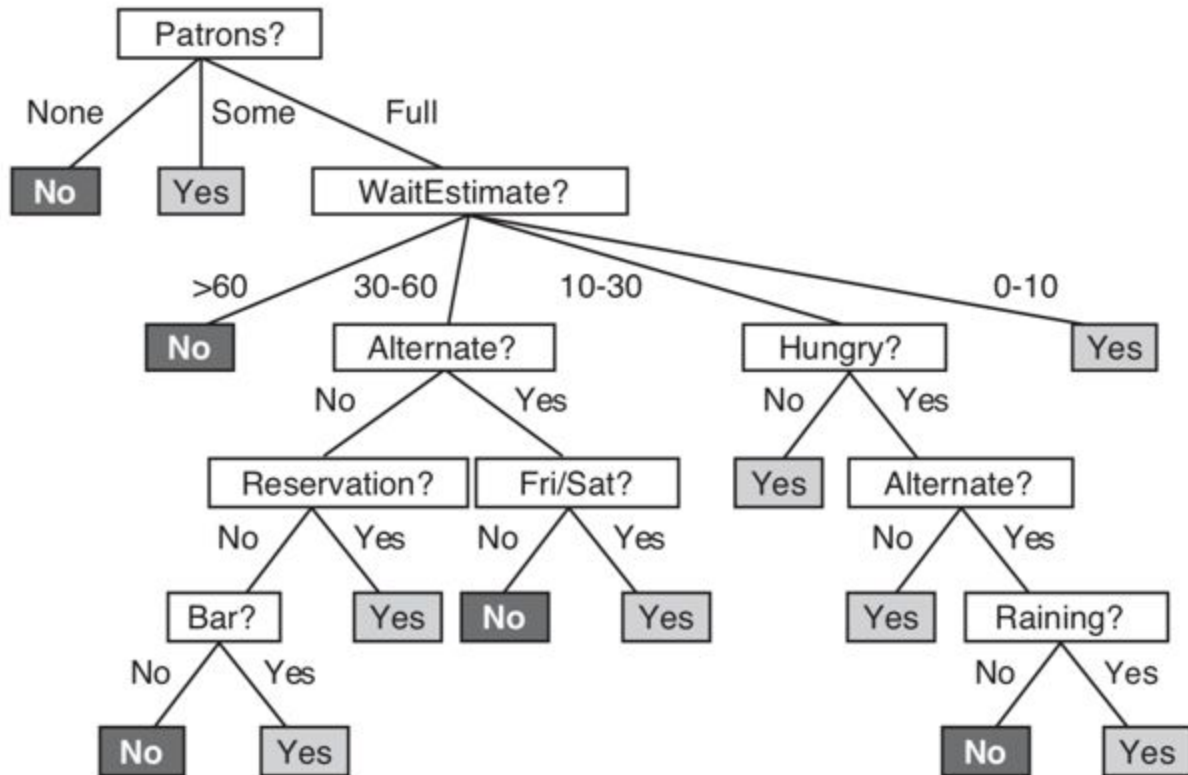 Patrons?
None Some Full
No Yes WaitEstimate?
>60 30-60 10-30 0-10
No Alternate? Hungry? Yes
No Yes No Yes
Reservation? Fri/Sat? Yes Alternate?
No Yes No Yes No Yes
Bar? Yes No Yes Yes Raining?
No Yes No Yes
No Yes No Yes